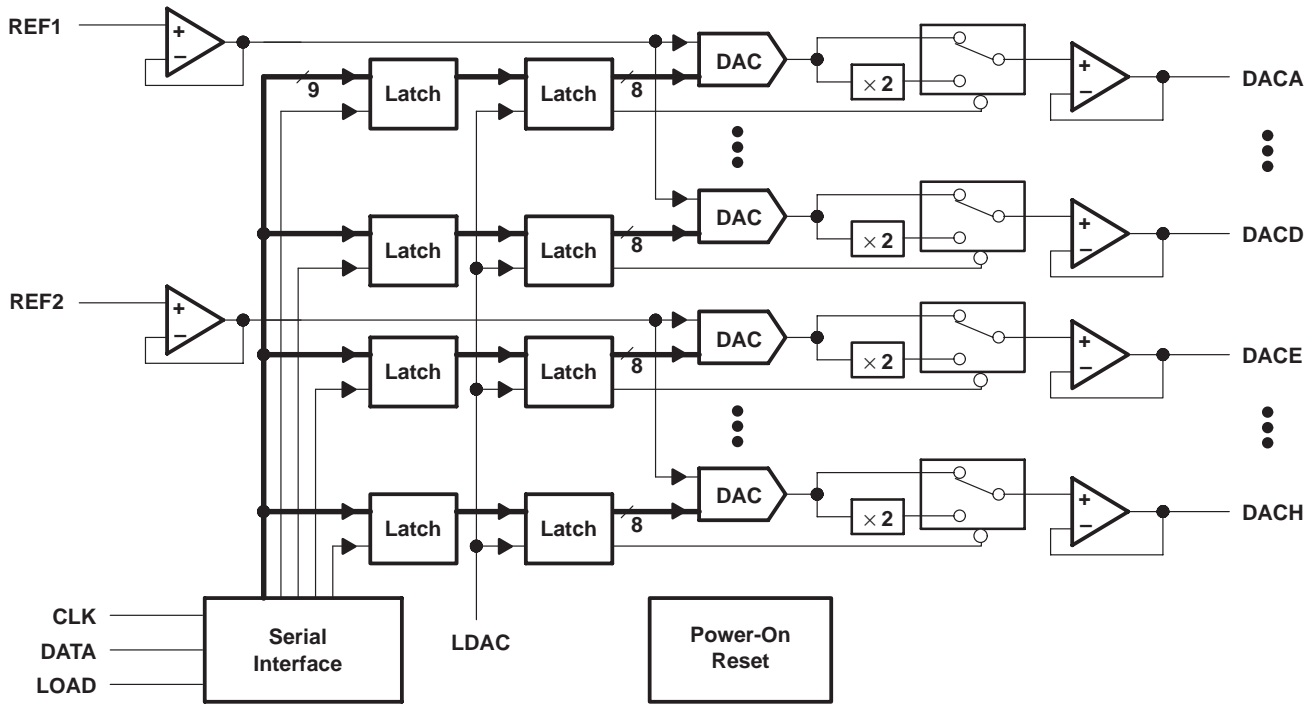 REF1
+
−
DAC
× 2
+
−
DACA
9
Latch
Latch
8
DAC
× 2
+
−
DACD
Latch
Latch
8
REF2
+
−
DAC
× 2
+
−
DACE
Latch
Latch
8
DAC
× 2
+
−
DACH
Latch
Latch
8
CLK
DATA
LOAD
Serial
Interface
LDAC
Power-On
Reset